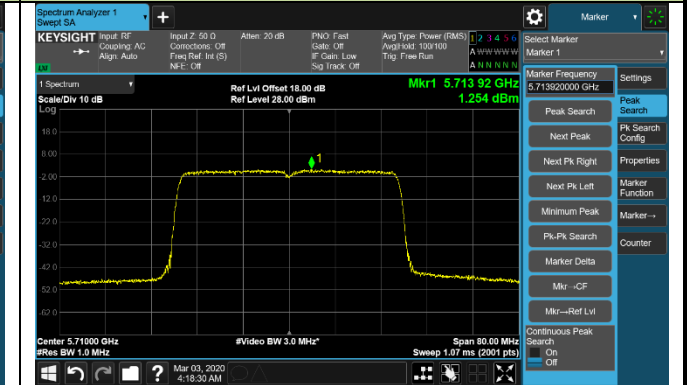 Spectrum Analyzer 1
Swept SA
+
Marker
KEYSIGHT
Input: RF
Coupling: AC
Align: Auto
Input Z: 50 Ω
Corrections: Off
Freq Ref: Int (S)
NFE: Off
Atten: 20 dB
PNO: Fast
Gate: Off
IF Gain: Low
Sig Track: Off
Avg Type: Power (RMS)
Avg|Hold: 100/100
Trig: Free Run
1 2 3 4 5 6
A W W W W W
A N N N N N
LXI
Select Marker
Marker 1
1 Spectrum
Scale/Div 10 dB
Log
Ref Lvl Offset 18.00 dB
Ref Level 28.00 dBm
Mkr1 5.713 92 GHz
1.254 dBm
18.0
8.00
-2.00
-12.0
-22.0
-32.0
-42.0
-52.0
-62.0
1
Center 5.71000 GHz
#Res BW 1.0 MHz
#Video BW 3.0 MHz*
Span 80.00 MHz
Sweep 1.07 ms (2001 pts)
Marker Frequency
5.713920000 GHz
Peak Search
Next Peak
Next Pk Right
Next Pk Left
Minimum Peak
Pk-Pk Search
Marker Delta
Mkr→CF
Mkr→Ref Lvl
Continuous Peak
Search
On
Off
Settings
Peak
Search
Pk Search
Config
Properties
Marker
Function
Marker→
Counter
?
Mar 03, 2020
4:18:30 AM